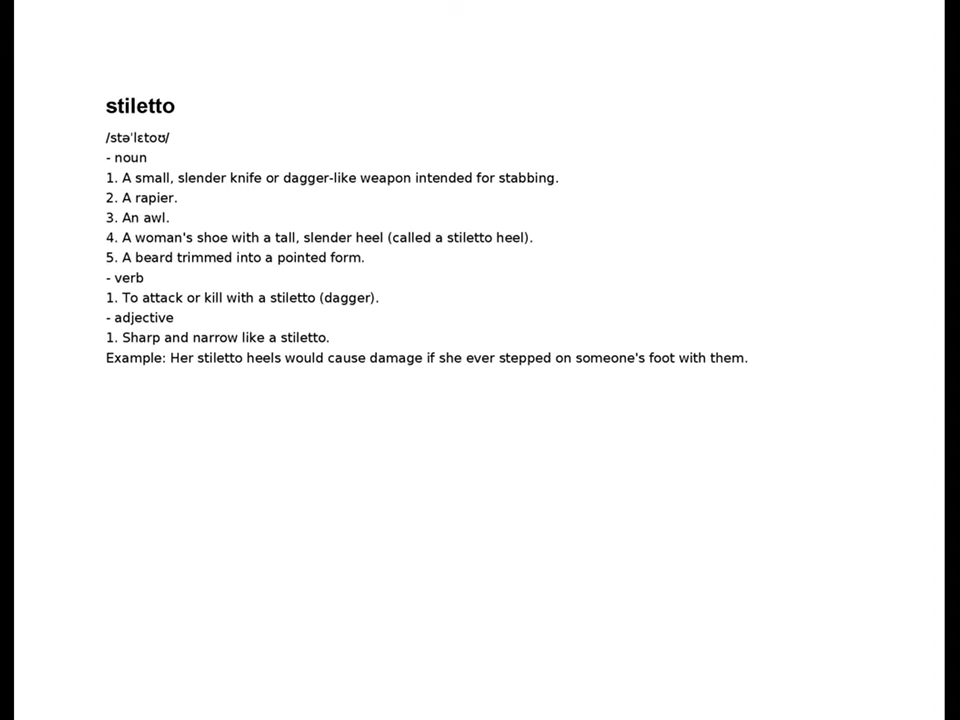 stiletto
/stəˈlɛtoʊ/
- noun
1. A small, slender knife or dagger-like weapon intended for stabbing.
2. A rapier.
3. An awl.
4. A woman's shoe with a tall, slender heel (called a stiletto heel).
5. A beard trimmed into a pointed form.
- verb
1. To attack or kill with a stiletto (dagger).
- adjective
1. Sharp and narrow like a stiletto.
Example: Her stiletto heels would cause damage if she ever stepped on someone's foot with them.